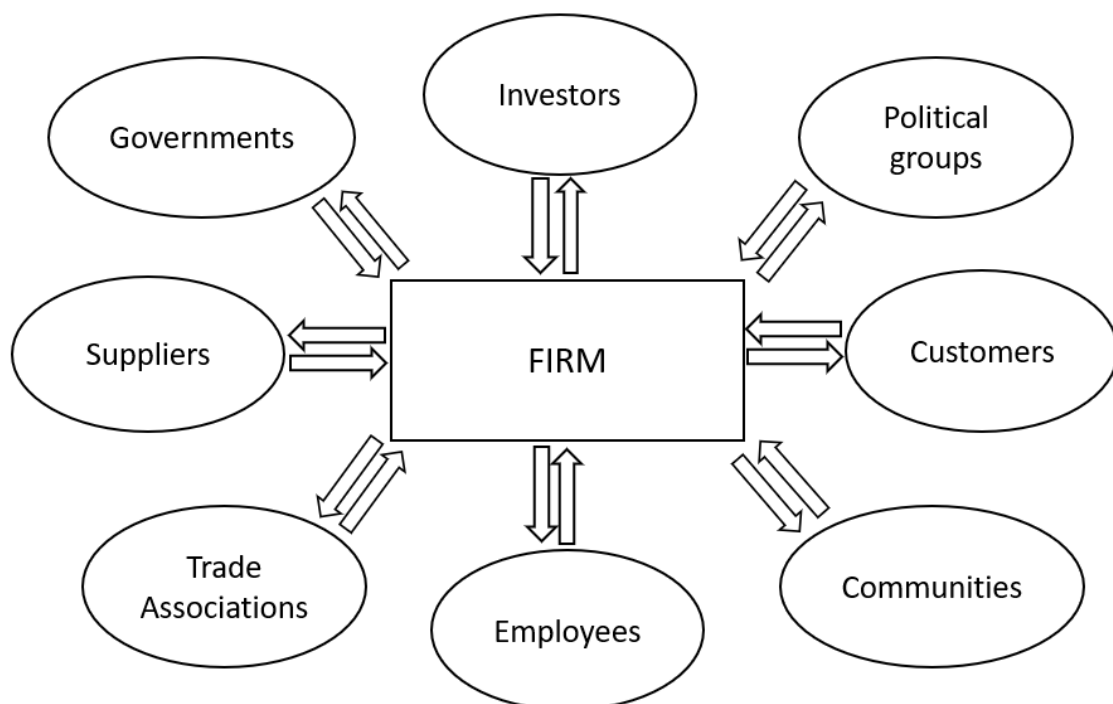 Investors
Governments
Political
groups
Suppliers
FIRM
Customers
Trade
Associations
Employees
Communities